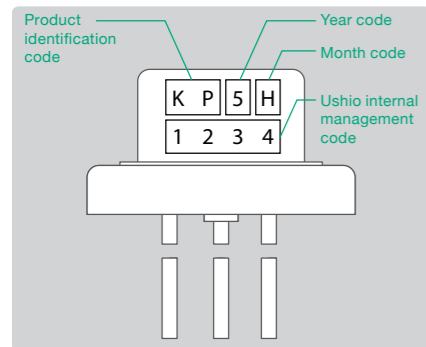 Product
identification
code
Year code
Month code
K P 5 H
1 2 3 4
Ushio internal
management
code